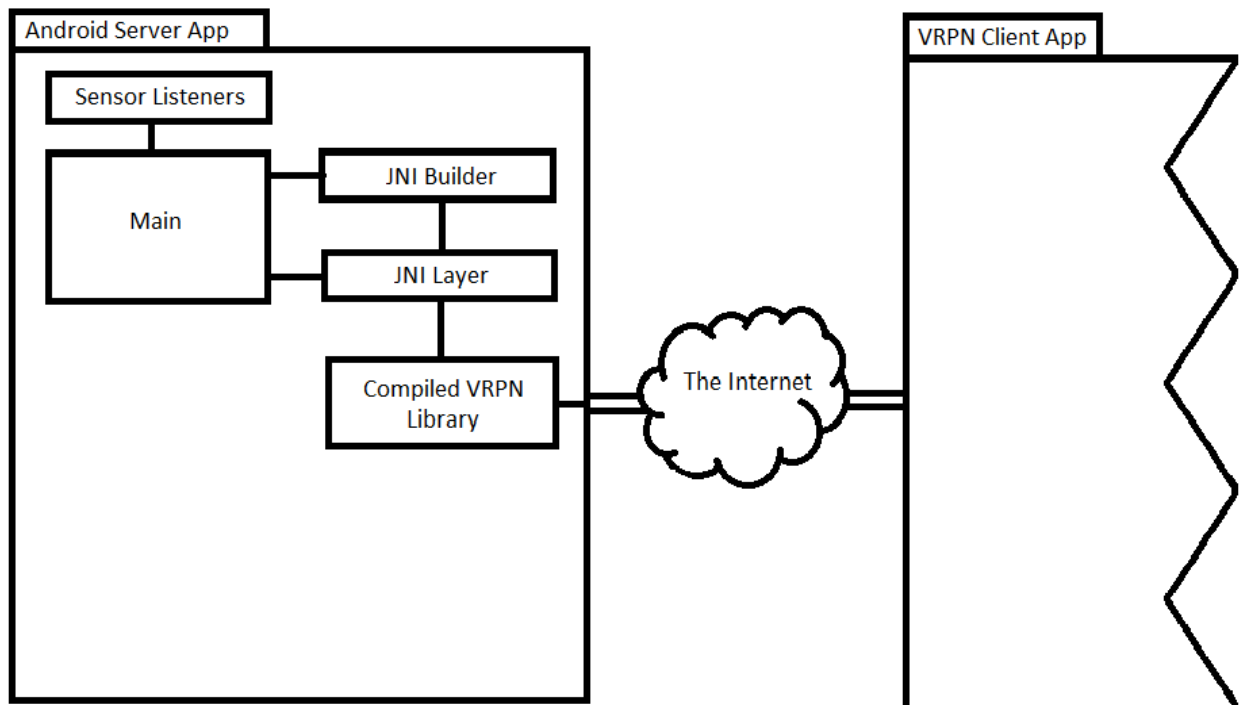 Android Server App
Sensor Listeners
Main
JNI Builder
JNI Layer
Compiled VRPN
Library
The Internet
VRPN Client App